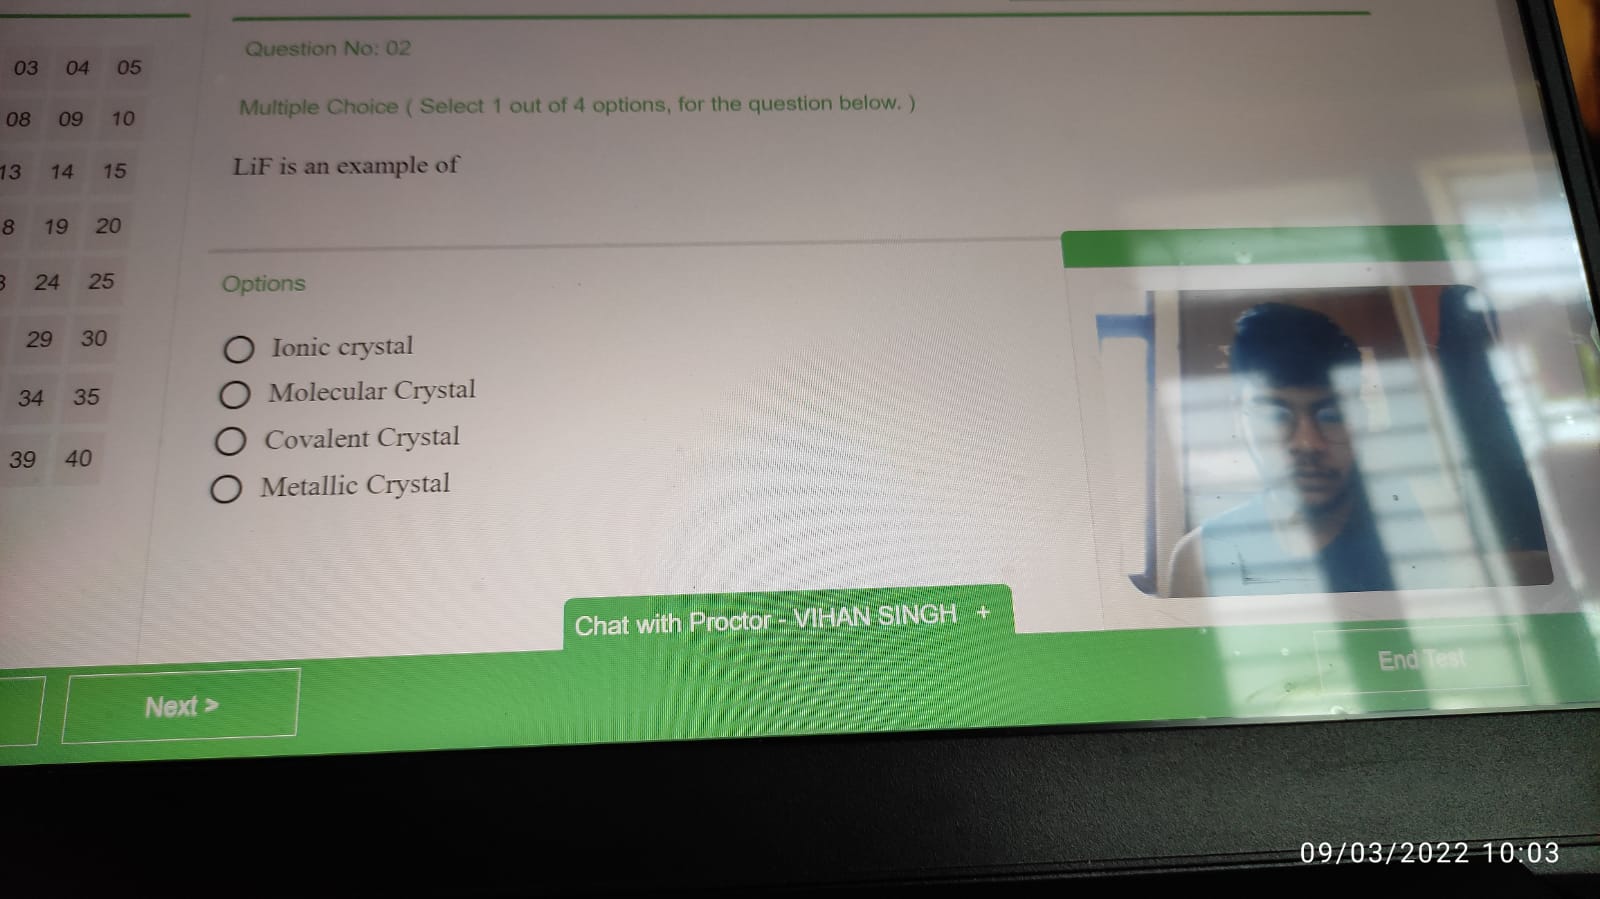 Question No: 02
Multiple Choice ( Select 1 out of 4 options, for the question below. )
LiF is an example of
Options
Ionic crystal
Molecular Crystal
Covalent Crystal
Metallic Crystal
03 04 05
08 09 10
13 14 15
8 19 20
24 25
29 30
34 35
39 40
Chat with Proctor - VIHAN SINGH +
Next >
End Test
09/03/2022 10:03